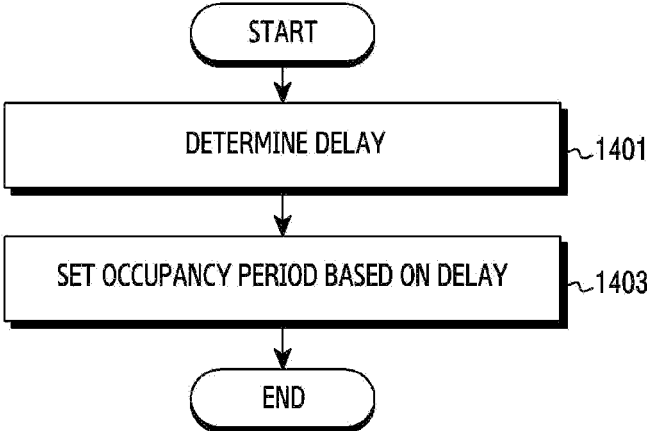 START
DETERMINE DELAY
1401
SET OCCUPANCY PERIOD BASED ON DELAY
1403
END